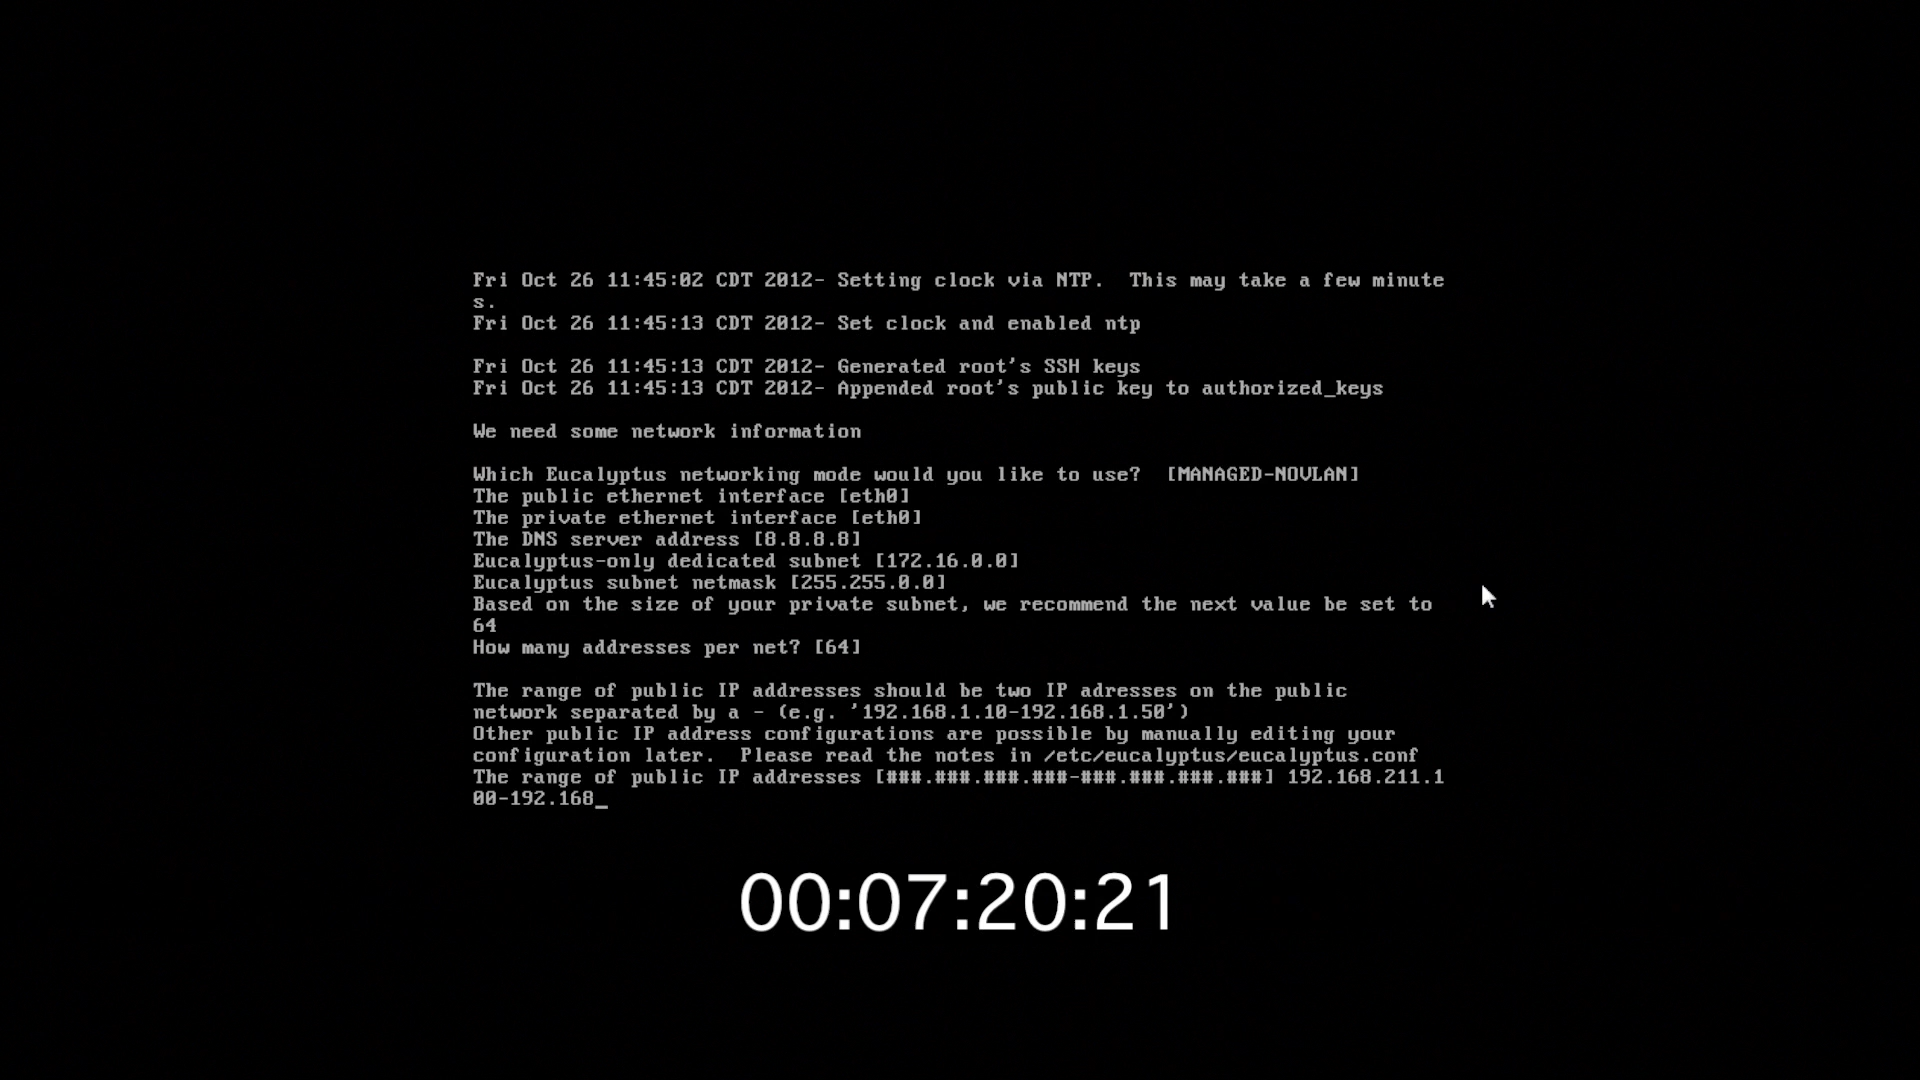 Fri Oct 26 11:45:02 CDT 2012- Setting clock via NTP.  This may take a few minute
s.
Fri Oct 26 11:45:13 CDT 2012- Set clock and enabled ntp
Fri Oct 26 11:45:13 CDT 2012- Generated root's SSH keys
Fri Oct 26 11:45:13 CDT 2012- Appended root's public key to authorized_keys
We need some network information
Which Eucalyptus networking mode would you like to use?  [MANAGED-NOVLAN]
The public ethernet interface [eth0]
The private ethernet interface [eth0]
The DNS server address [8.8.8.8]
Eucalyptus-only dedicated subnet [172.16.0.0]
Eucalyptus subnet netmask [255.255.0.0]
Based on the size of your private subnet, we recommend the next value be set to
64
How many addresses per net? [64]
The range of public IP addresses should be two IP adresses on the public
network separated by a - (e.g. '192.168.1.10-192.168.1.50')
Other public IP address configurations are possible by manually editing your
configuration later.  Please read the notes in /etc/eucalyptus/eucalyptus.conf
The range of public IP addresses [###.###.###.###-###.###.###.###] 192.168.211.1
00-192.168_
00:07:20:21